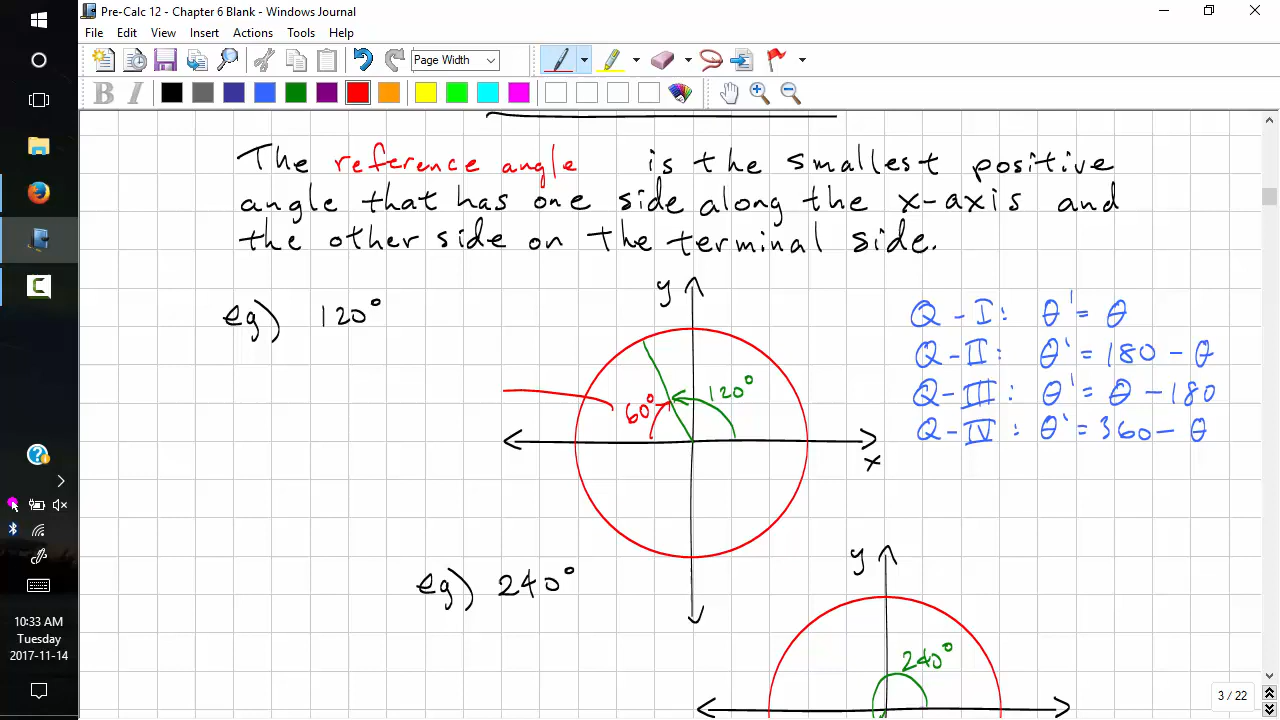 Pre-Calc 12 - Chapter 6 Blank - Windows Journal
File Edit View Insert Actions Tools Help
Page Width
B I
The reference angle is the smallest positive
angle that has one side along the x-axis and
the other side on the terminal side.
eg) 120°
y
120°
60°
x
Q - I: θ' = θ
Q - II: θ' = 180 - θ
Q - III: θ' = θ - 180
Q - IV: θ' = 360 - θ
eg) 240°
y
240°
10:33 AM
Tuesday
2017-11-14
3 / 22